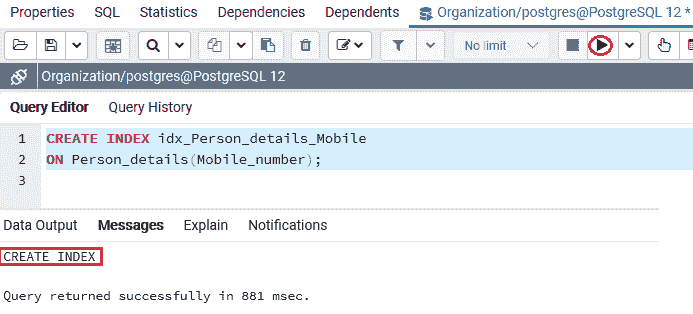 Properties SQL Statistics Dependencies Dependents Organization/postgres@PostgreSQL 12 *
No limit
Organization/postgres@PostgreSQL 12
Query Editor Query History
1 CREATE INDEX idx_Person_details_Mobile
2 ON Person_details(Mobile_number);
3
Data Output Messages Explain Notifications
CREATE INDEX
Query returned successfully in 881 msec.